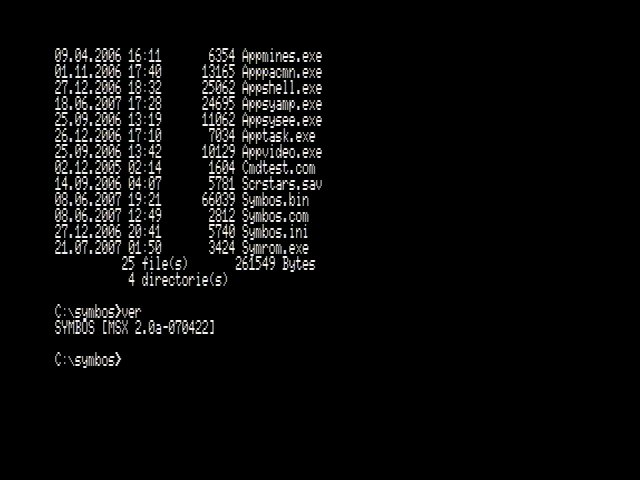 09.04.2006 16:11 6354 Appmines.exe
01.11.2006 17:40 13165 Apppacmn.exe
27.12.2006 18:32 25062 Appshell.exe
18.06.2007 17:28 24695 Appsyamp.exe
25.09.2006 13:19 11062 Appsysee.exe
26.12.2006 17:10 7034 Apptask.exe
25.09.2006 13:42 10129 Appvideo.exe
02.12.2005 02:14 1604 Cmdtest.com
14.09.2006 04:07 5781 Scrstars.sav
08.06.2007 19:21 66039 Symbos.bin
08.06.2007 12:49 2812 Symbos.com
27.12.2006 20:41 5740 Symbos.ini
21.07.2007 01:50 3424 Symrom.exe
25 file(s) 261549 Bytes
4 directorie(s)
C:\symbos>ver
SYMBOS [MSX 2.0a-070422]
C:\symbos>